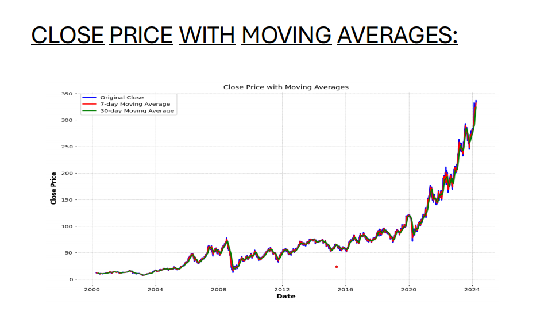 CLOSE PRICE WITH MOVING AVERAGES:
Close Price with Moving Averages
Original Close
7-day Moving Average
30-day Moving Average
350
300
250
200
150
100
50
0
Close Price
2000
2004
2008
2012
2016
2020
2024
Date